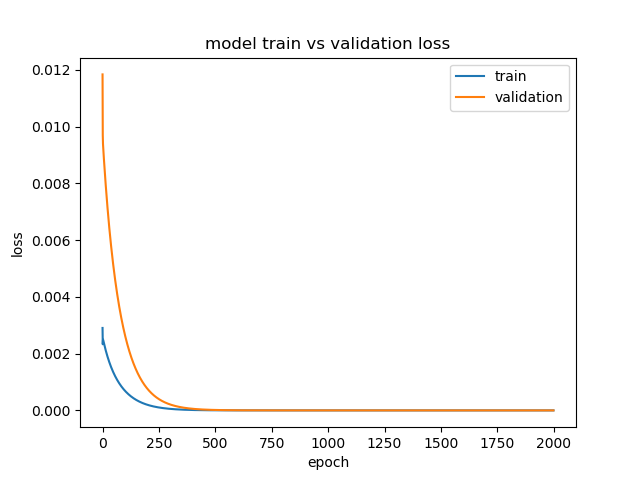 model train vs validation loss
train
validation
loss
0.012
0.010
0.008
0.006
0.004
0.002
0.000
0 250 500 750 1000 1250 1500 1750 2000
epoch